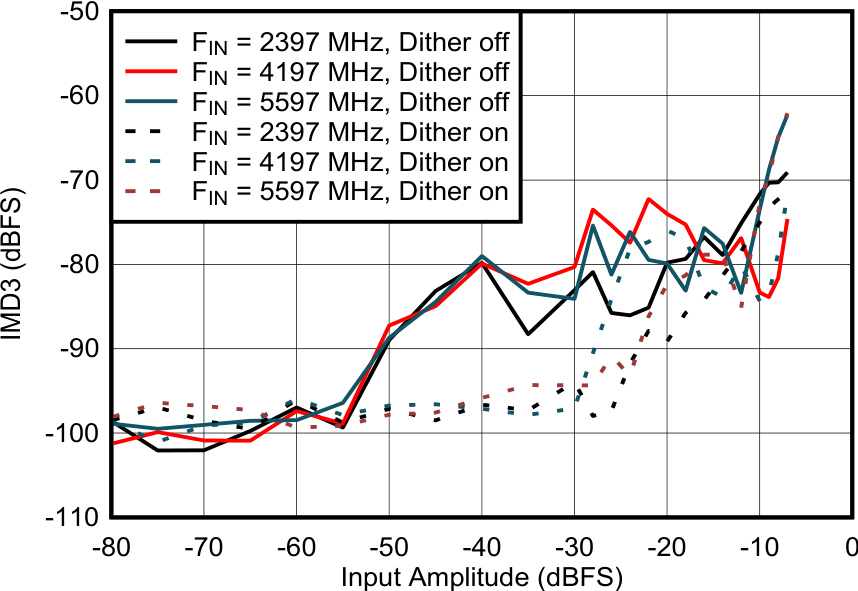 -50
-60
-70
-80
-90
-100
-110
IMD3 (dBFS)
FIN = 2397 MHz, Dither off
FIN = 4197 MHz, Dither off
FIN = 5597 MHz, Dither off
FIN = 2397 MHz, Dither on
FIN = 4197 MHz, Dither on
FIN = 5597 MHz, Dither on
-80 -70 -60 -50 -40 -30 -20 -10 0
Input Amplitude (dBFS)